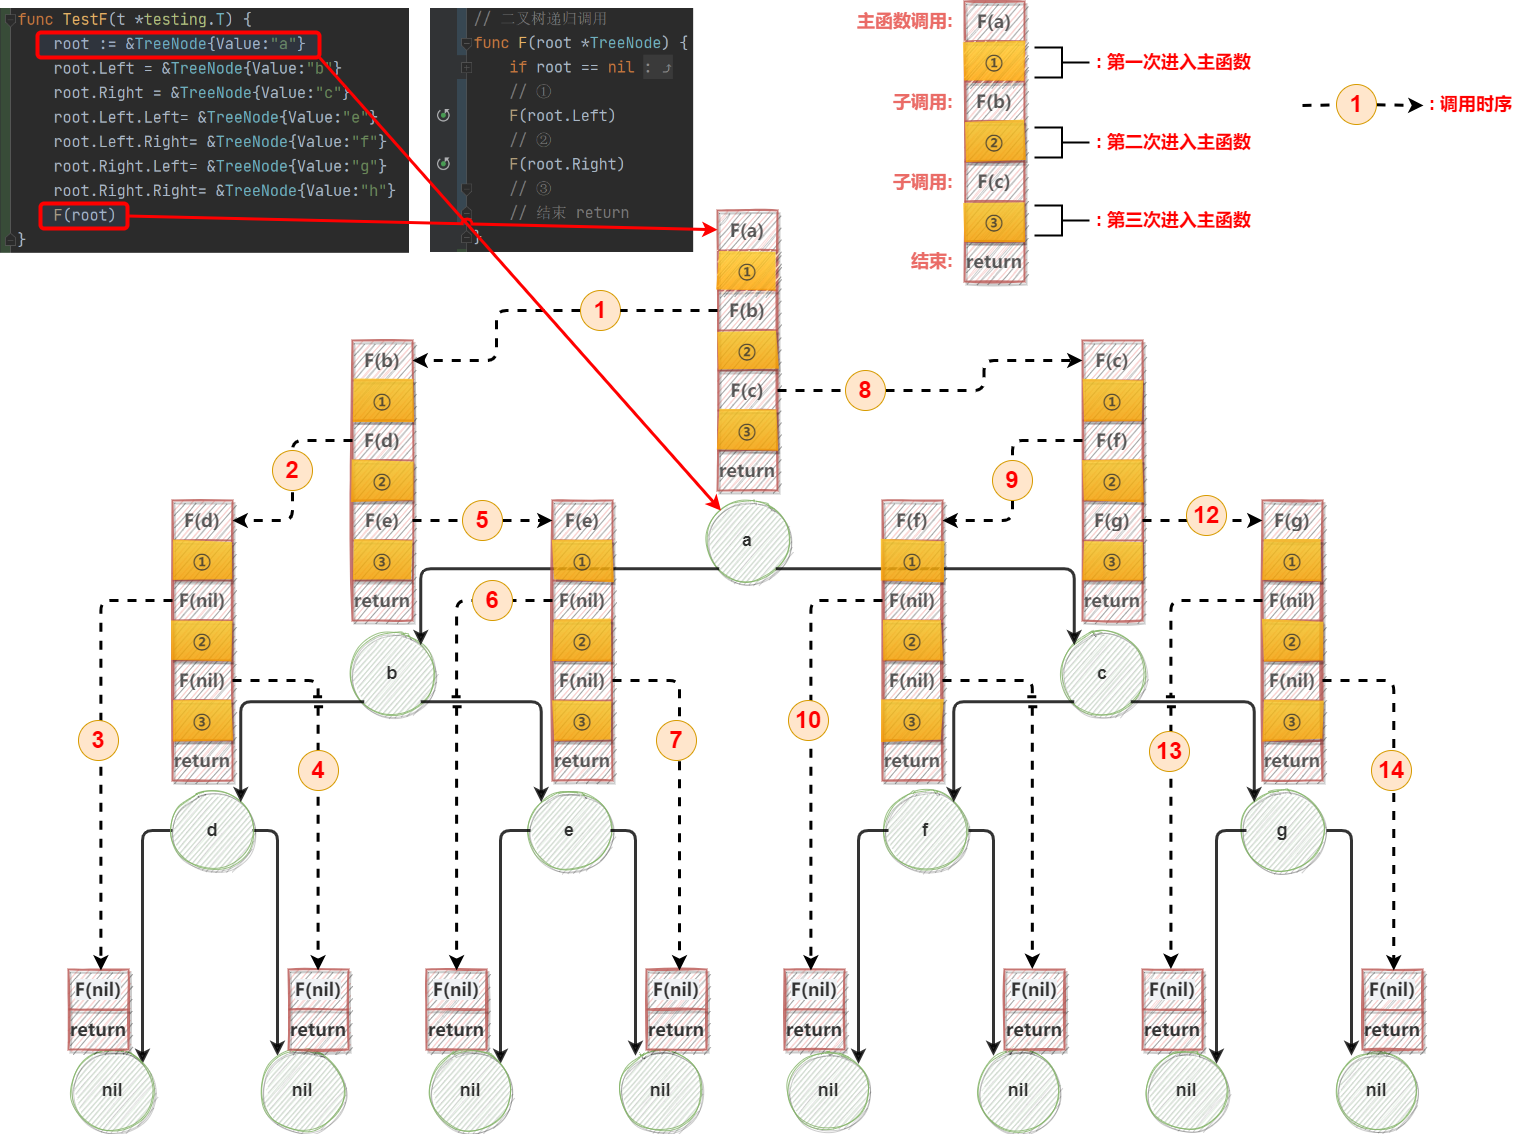 func TestF(t *testing.T) {
root := &TreeNode{Value:"a"}
root.Left = &TreeNode{Value:"b"}
root.Right = &TreeNode{Value:"c"}
root.Left.Left= &TreeNode{Value:"e"}
root.Left.Right= &TreeNode{Value:"f"}
root.Right.Left= &TreeNode{Value:"g"}
root.Right.Right= &TreeNode{Value:"h"}
F(root)
}
// 二叉树递归调用
func F(root *TreeNode) {
if root == nil :
// ①
F(root.Left)
// ②
F(root.Right)
// ③
// 结束 return
}
主函数调用: F(a)
① : 第一次进入主函数
子调用: F(b)
② : 第二次进入主函数
子调用: F(c)
③ : 第三次进入主函数
结束: return
1 : 调用时序
F(a)
①
F(b)
②
F(c)
③
return
1
8
F(b)
①
F(d)
②
F(e)
③
return
F(c)
①
F(f)
②
F(g)
③
return
2
5
9
12
F(d)
①
F(nil)
②
F(nil)
③
return
F(e)
①
F(nil)
②
F(nil)
③
return
F(f)
①
F(nil)
②
F(nil)
③
return
F(g)
①
F(nil)
②
F(nil)
③
return
a
b
c
6
3
4
7
10
13
14
d
e
f
g
F(nil)
return
F(nil)
return
F(nil)
return
F(nil)
return
F(nil)
return
F(nil)
return
F(nil)
return
F(nil)
return
nil
nil
nil
nil
nil
nil
nil
nil